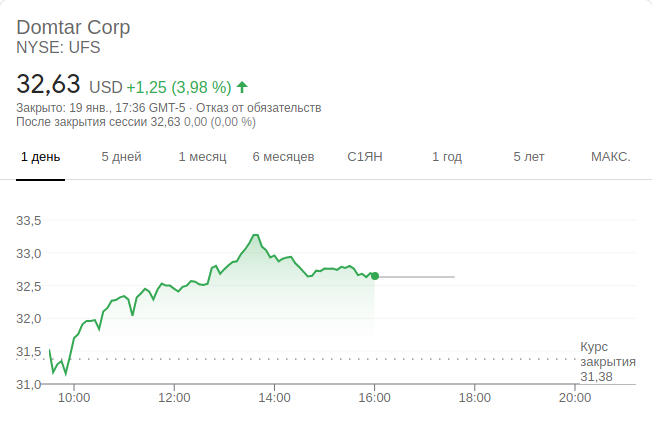 Domtar Corp
NYSE: UFS
32,63 USD +1,25 (3,98 %)
Закрыто: 19 янв., 17:36 GMT-5 · Отказ от обязательств
После закрытия сессии 32,63 0,00 (0,00 %)
1 день 5 дней 1 месяц 6 месяцев С1ЯН 1 год 5 лет МАКС.
33,5
33,0
32,5
32,0
31,5
31,0
Курс
закрытия
31,38
10:00 12:00 14:00 16:00 18:00 20:00